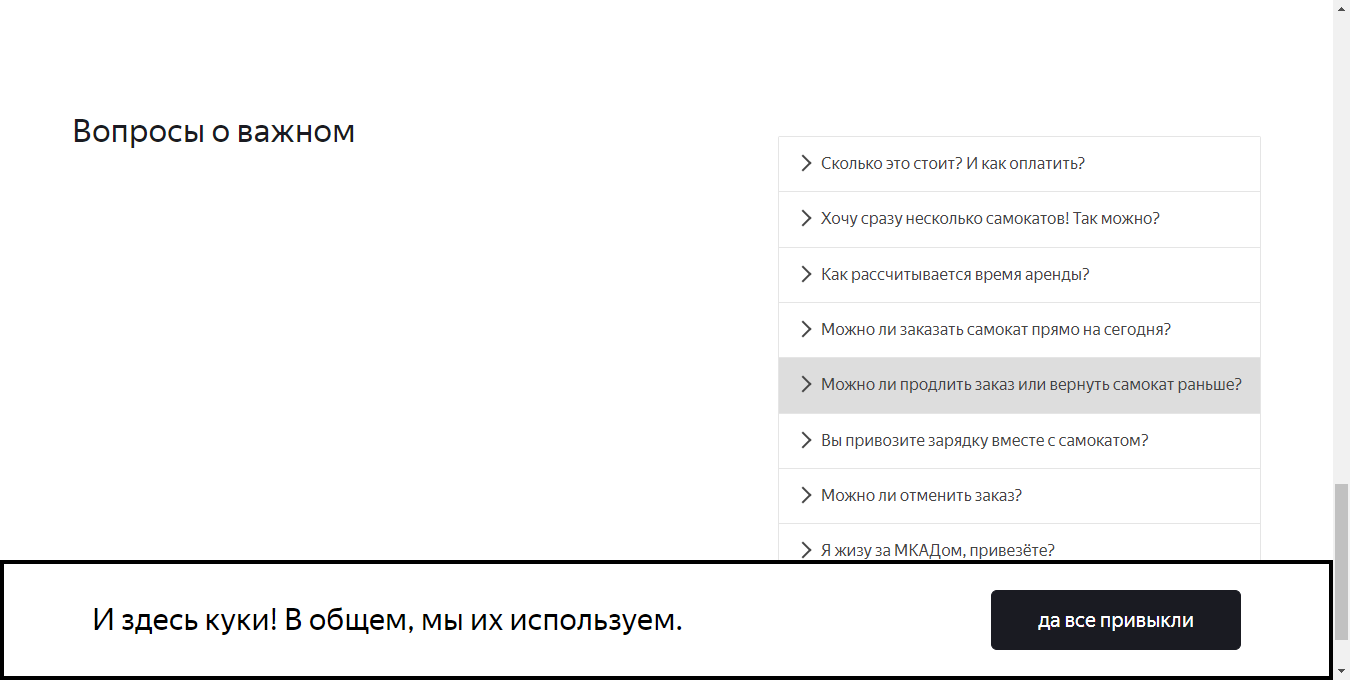 Вопросы о важном
Сколько это стоит? И как оплатить?
Хочу сразу несколько самокатов! Так можно?
Как рассчитывается время аренды?
Можно ли заказать самокат прямо на сегодня?
Можно ли продлить заказ или вернуть самокат раньше?
Вы привозите зарядку вместе с самокатом?
Можно ли отменить заказ?
Я жизу за МКАДом, привезёте?
И здесь куки! В общем, мы их используем.
да все привыкли